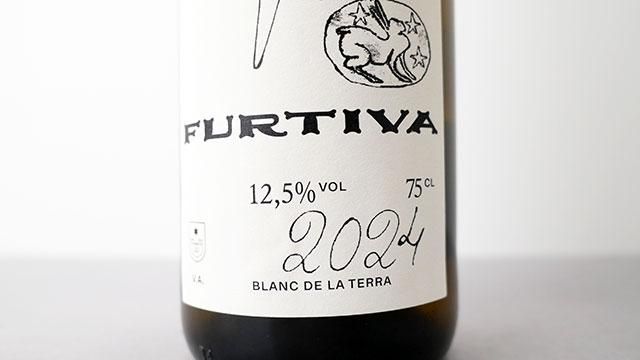 FURTIVA
12,5% VOL 75 CL
2024
BLANC DE LA TERRA
V.A.